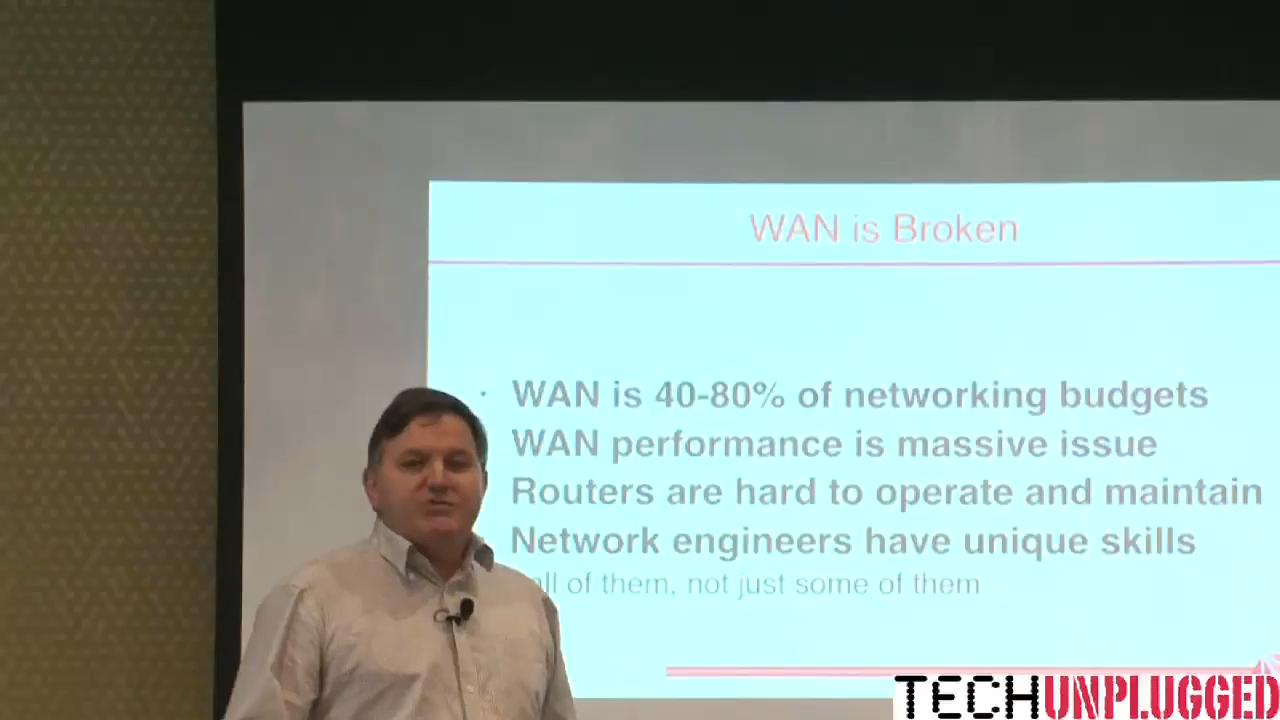 WAN is Broken
· WAN is 40-80% of networking budgets
WAN performance is massive issue
Routers are hard to operate and maintain
Network engineers have unique skills
all of them, not just some of them
TECHUNPLUGGED